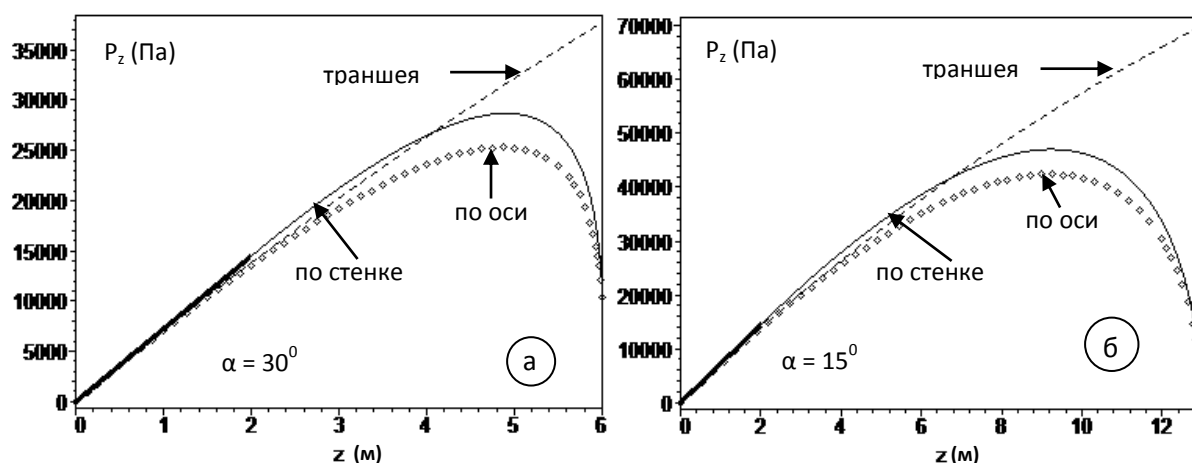 P_z (Па)
35000
30000
25000
20000
15000
10000
5000
0
траншея
по оси
по стенке
α = 30⁰
а
0 1 2 3 4 5 6
z (м)
P_z (Па)
70000
60000
50000
40000
30000
20000
10000
0
траншея
по оси
по стенке
α = 15⁰
б
0 2 4 6 8 10 12
z (м)